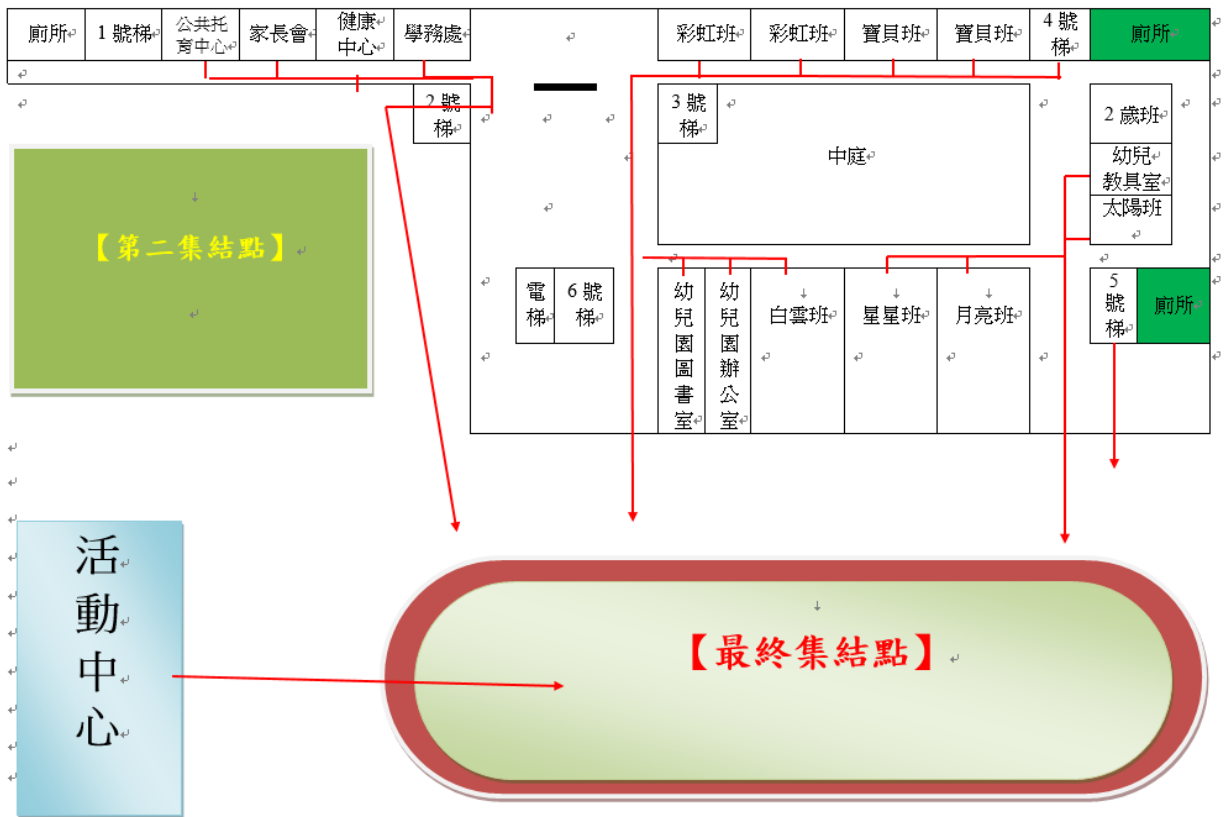 廁所
1 號梯
公共托
育中心
家長會
健康
中心
學務處
彩虹班
彩虹班
寶貝班
寶貝班
4 號
梯
廁所
2 號
梯
3 號
梯
中庭
2 歲班
幼兒
教具室
太陽班
【第二集結點】
電
梯
6 號
梯
幼
兒
園
圖
書
室
幼
兒
園
辦
公
室
白雲班
星星班
月亮班
5
號
梯
廁所
活
動
中
心
【最終集結點】